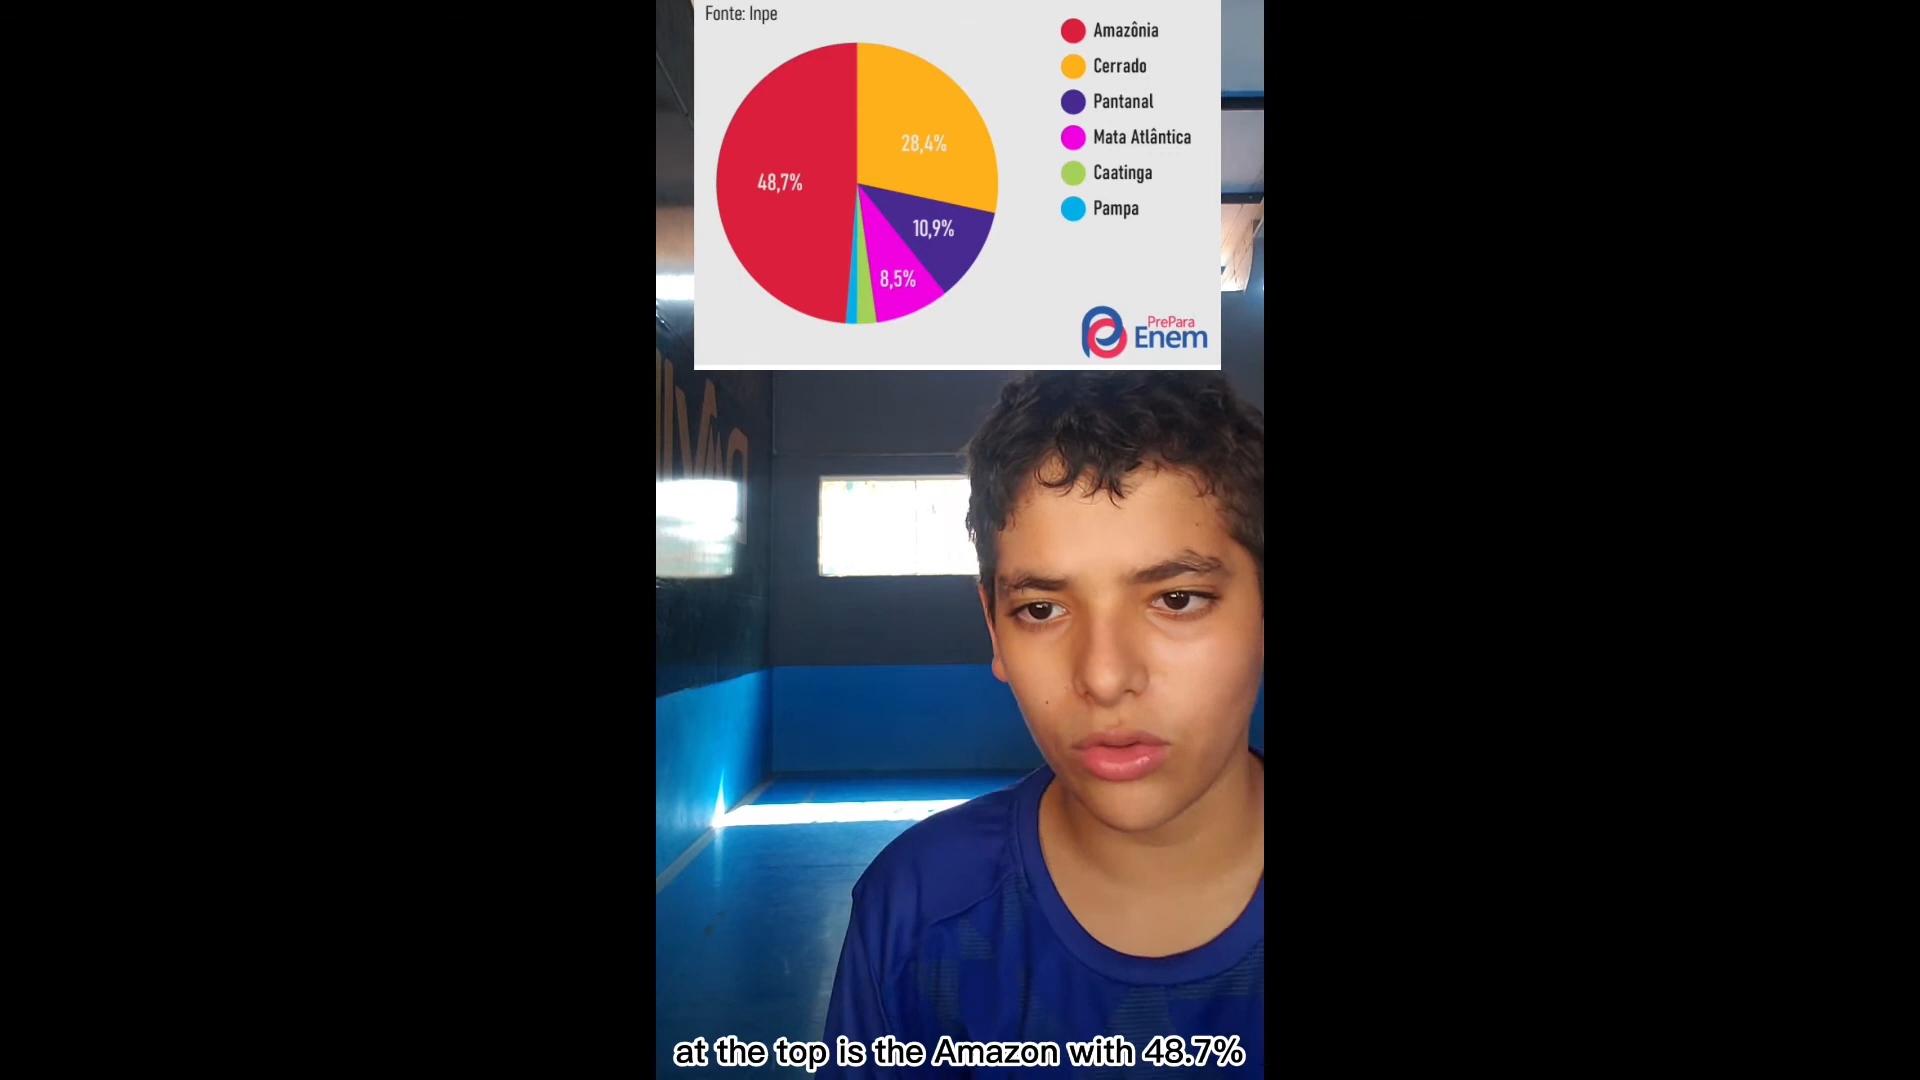 Fonte: Inpe
Amazônia
Cerrado
Pantanal
Mata Atlântica
Caatinga
Pampa
28,4%
48,7%
10,9%
8,5%
PrePara
Enem
at the top is the Amazon with 48.7%